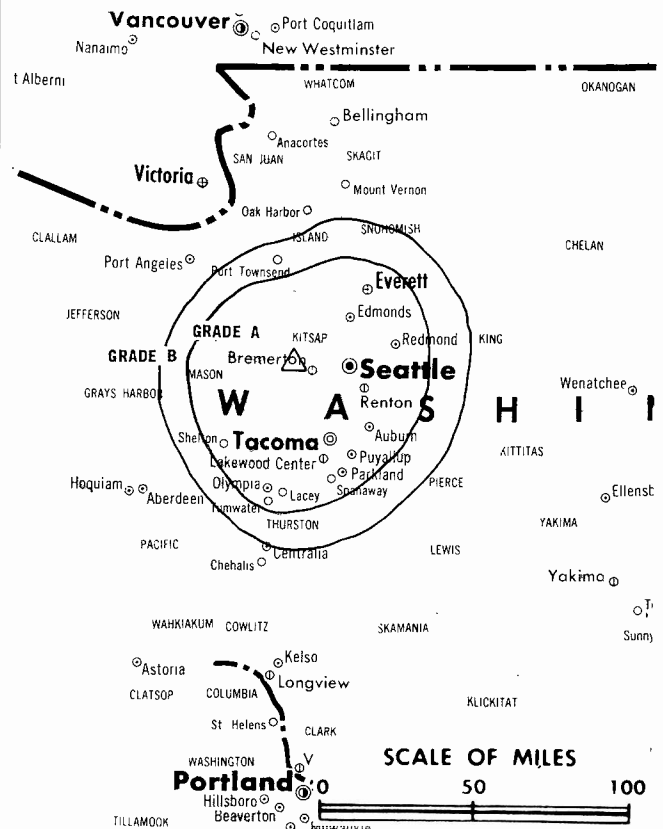 Vancouver
Port Coquitlam
Nanaimo
New Westminster
t Alberni
WHATCOM
OKANOGAN
Bellingham
Anacortes
SAN JUAN
SKAGIT
Victoria
Mount Vernon
Oak Harbor
SNOHOMISH
CLALLAM
ISLAND
CHELAN
Port Angeles
Port Townsend
Everett
JEFFERSON
Edmonds
GRADE A
KITSAP
Redmond
KING
GRADE B
Bremerton
Seattle
MASON
Wenatchee
GRAYS HARBOR
Renton
W A S H I
Auburn
Shelton
Tacoma
KITTITAS
Lakewood Center
Puyallup
Parkland
Hoquiam
Aberdeen
Olympia
Lacey
Spanaway
PIERCE
Ellensb
Tumwater
THURSTON
YAKIMA
PACIFIC
Centralia
LEWIS
Chehalis
Yakima
WAHKIAKUM
COWLITZ
SKAMANIA
Sunny
Astoria
Kelso
CLATSOP
COLUMBIA
Longview
KLICKITAT
St Helens
CLARK
WASHINGTON
V
SCALE OF MILES
Portland
0 50 100
Hillsboro
Beaverton
TILLAMOOK